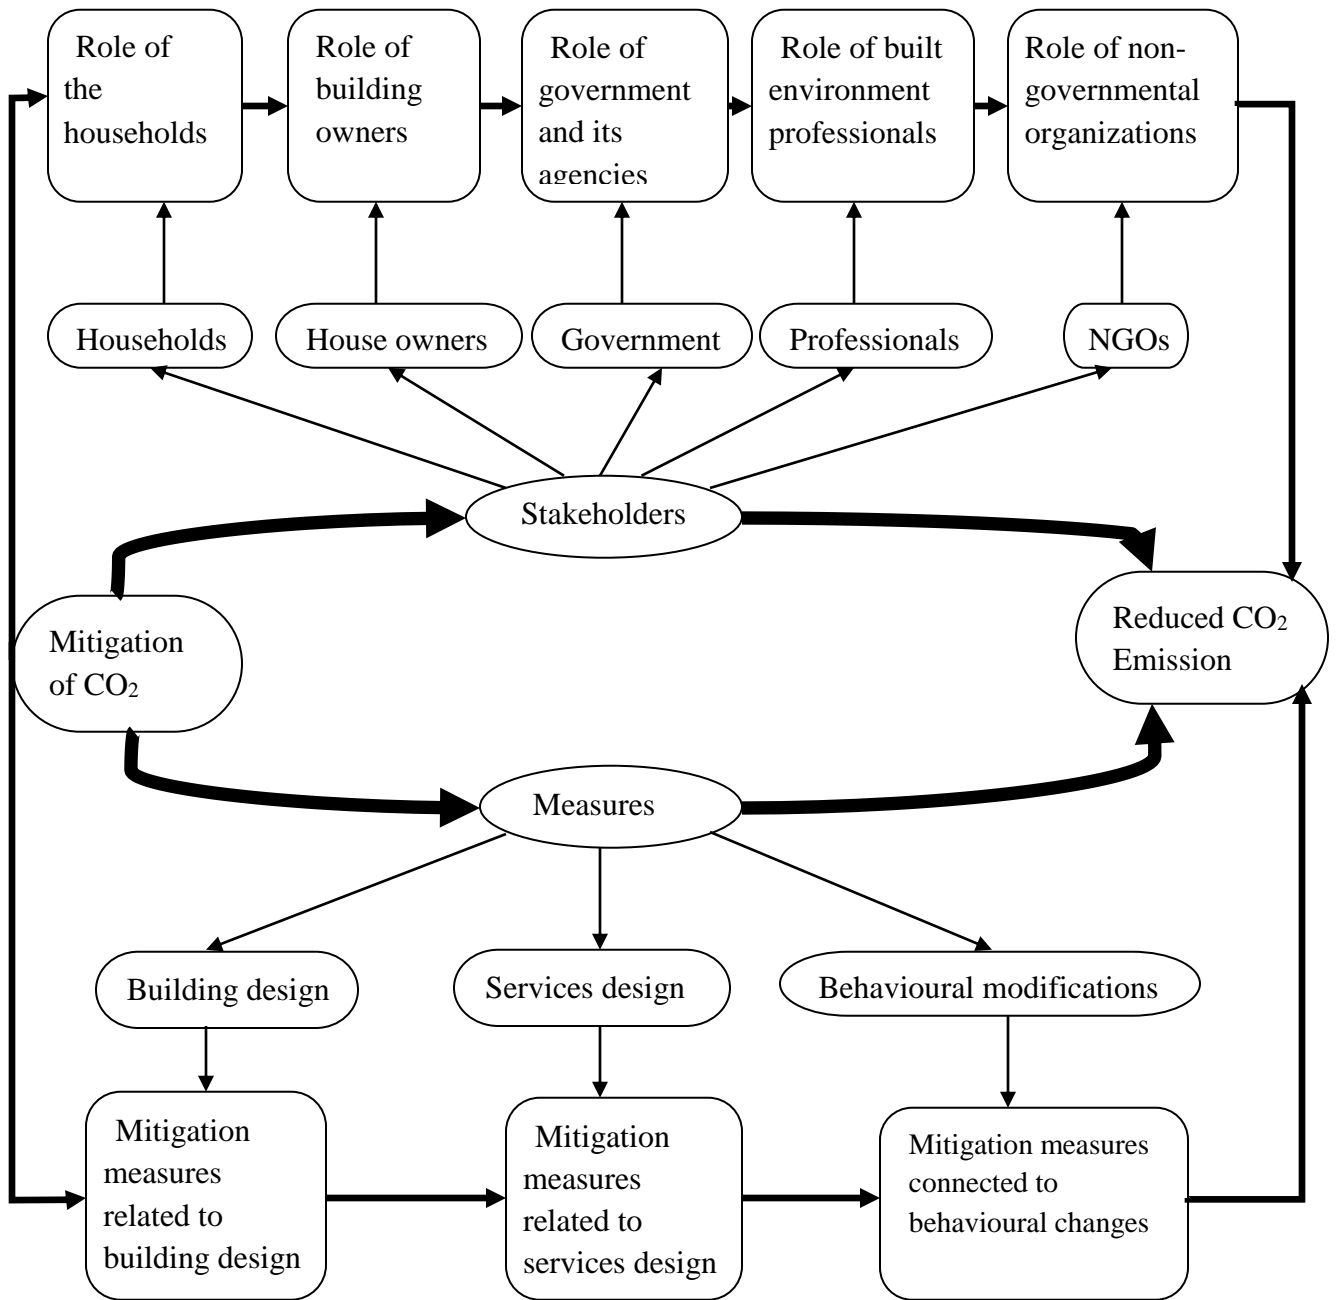 Role of
the
households
Role of
building
owners
Role of
government
and its
agencies
Role of built
environment
professionals
Role of non-
governmental
organizations
Households
House owners
Government
Professionals
NGOs
Stakeholders
Mitigation
of CO₂
Reduced CO₂
Emission
Measures
Building design
Services design
Behavioural modifications
Mitigation
measures
related to
building design
Mitigation
measures
related to
services design
Mitigation measures
connected to
behavioural changes